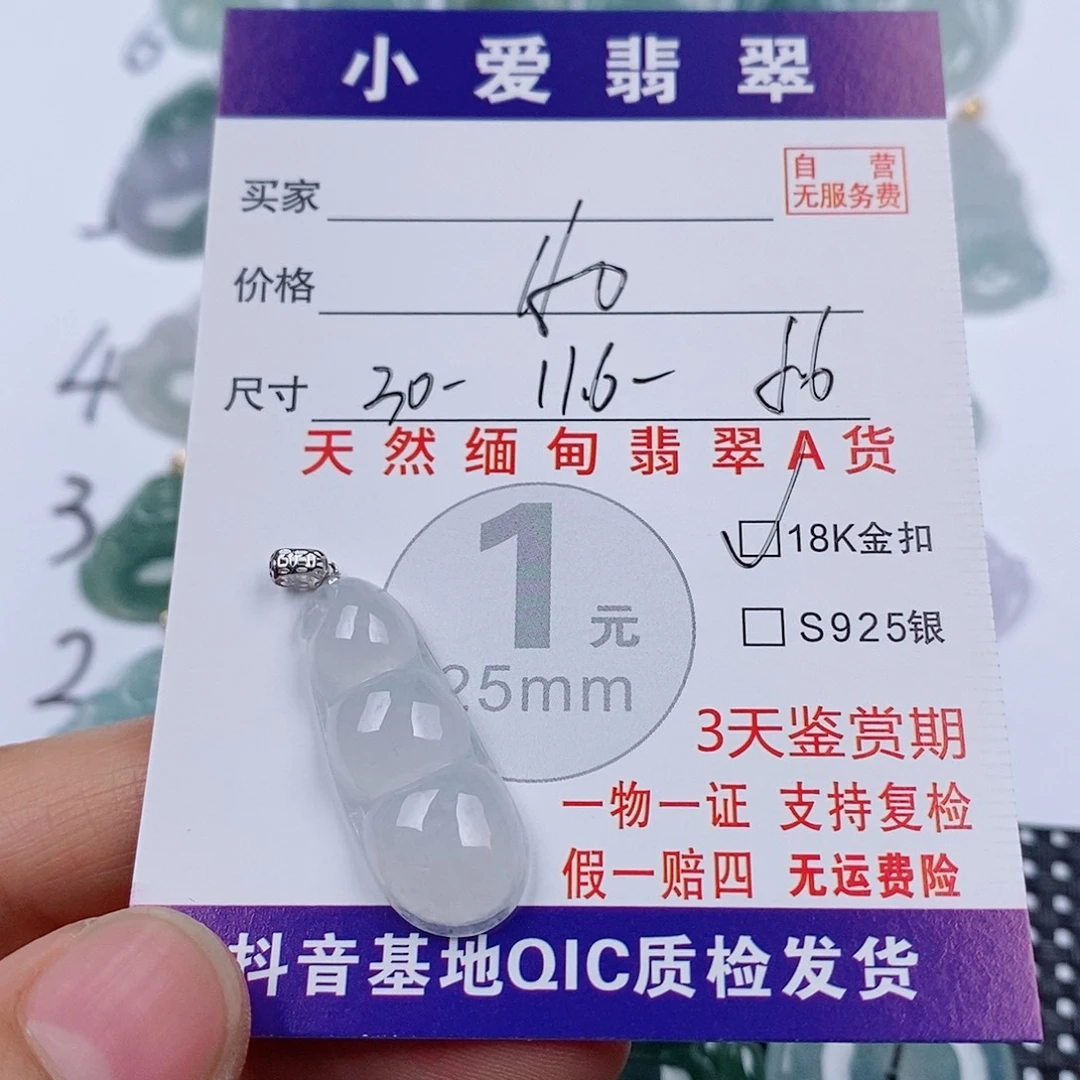 小爱翡翠
自营
无服务费
买家
价格
尺寸 30- 11.6- 6.6
天然缅甸翡翠A货
1元
25mm
18K金扣
S925银
4
3
2
3天鉴赏期
一物一证 支持复检
假一赔四 无运费险
抖音基地QIC质检发货